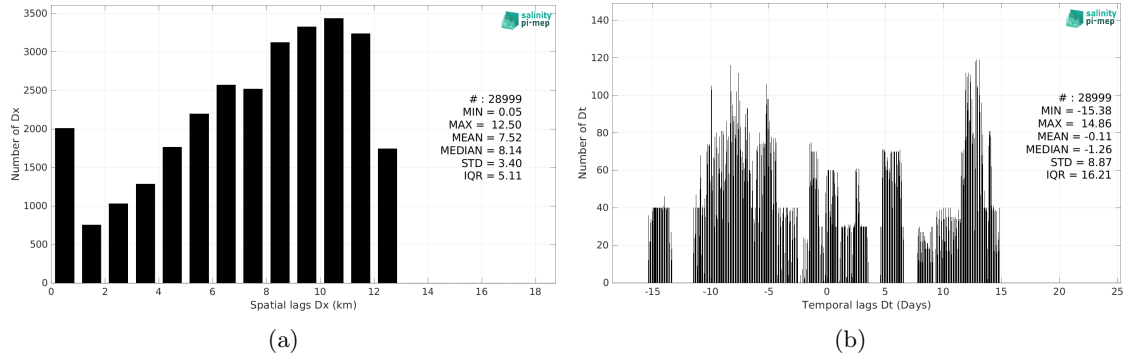 salinity
pi-mep
3500
3000
2500
2000
1500
1000
500
0
Number of Dx
# : 28999
MIN = 0.05
MAX = 12.50
MEAN = 7.52
MEDIAN = 8.14
STD = 3.40
IQR = 5.11
0 2 4 6 8 10 12 14 16 18
Spatial lags Dx (km)
(a)
salinity
pi-mep
140
120
100
80
60
40
20
0
Number of Dt
# : 28999
MIN = -15.38
MAX = 14.86
MEAN = -0.11
MEDIAN = -1.26
STD = 8.87
IQR = 16.21
-15 -10 -5 0 5 10 15 20 25
Temporal lags Dt (Days)
(b)